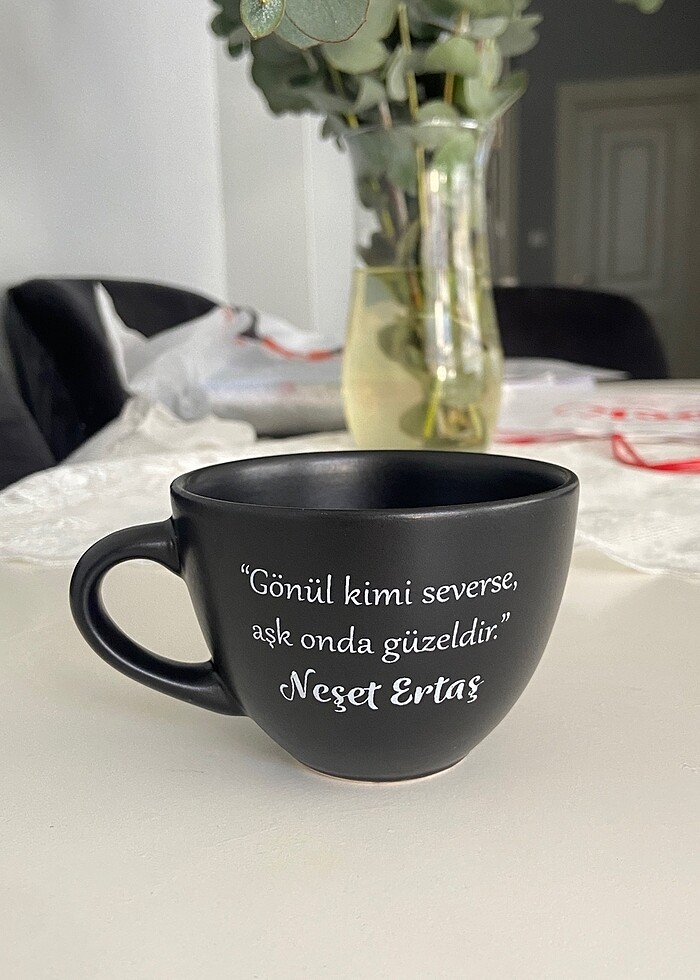 “Gönül kimi severse,
aşk onda güzeldir.”
Neşet Ertaş